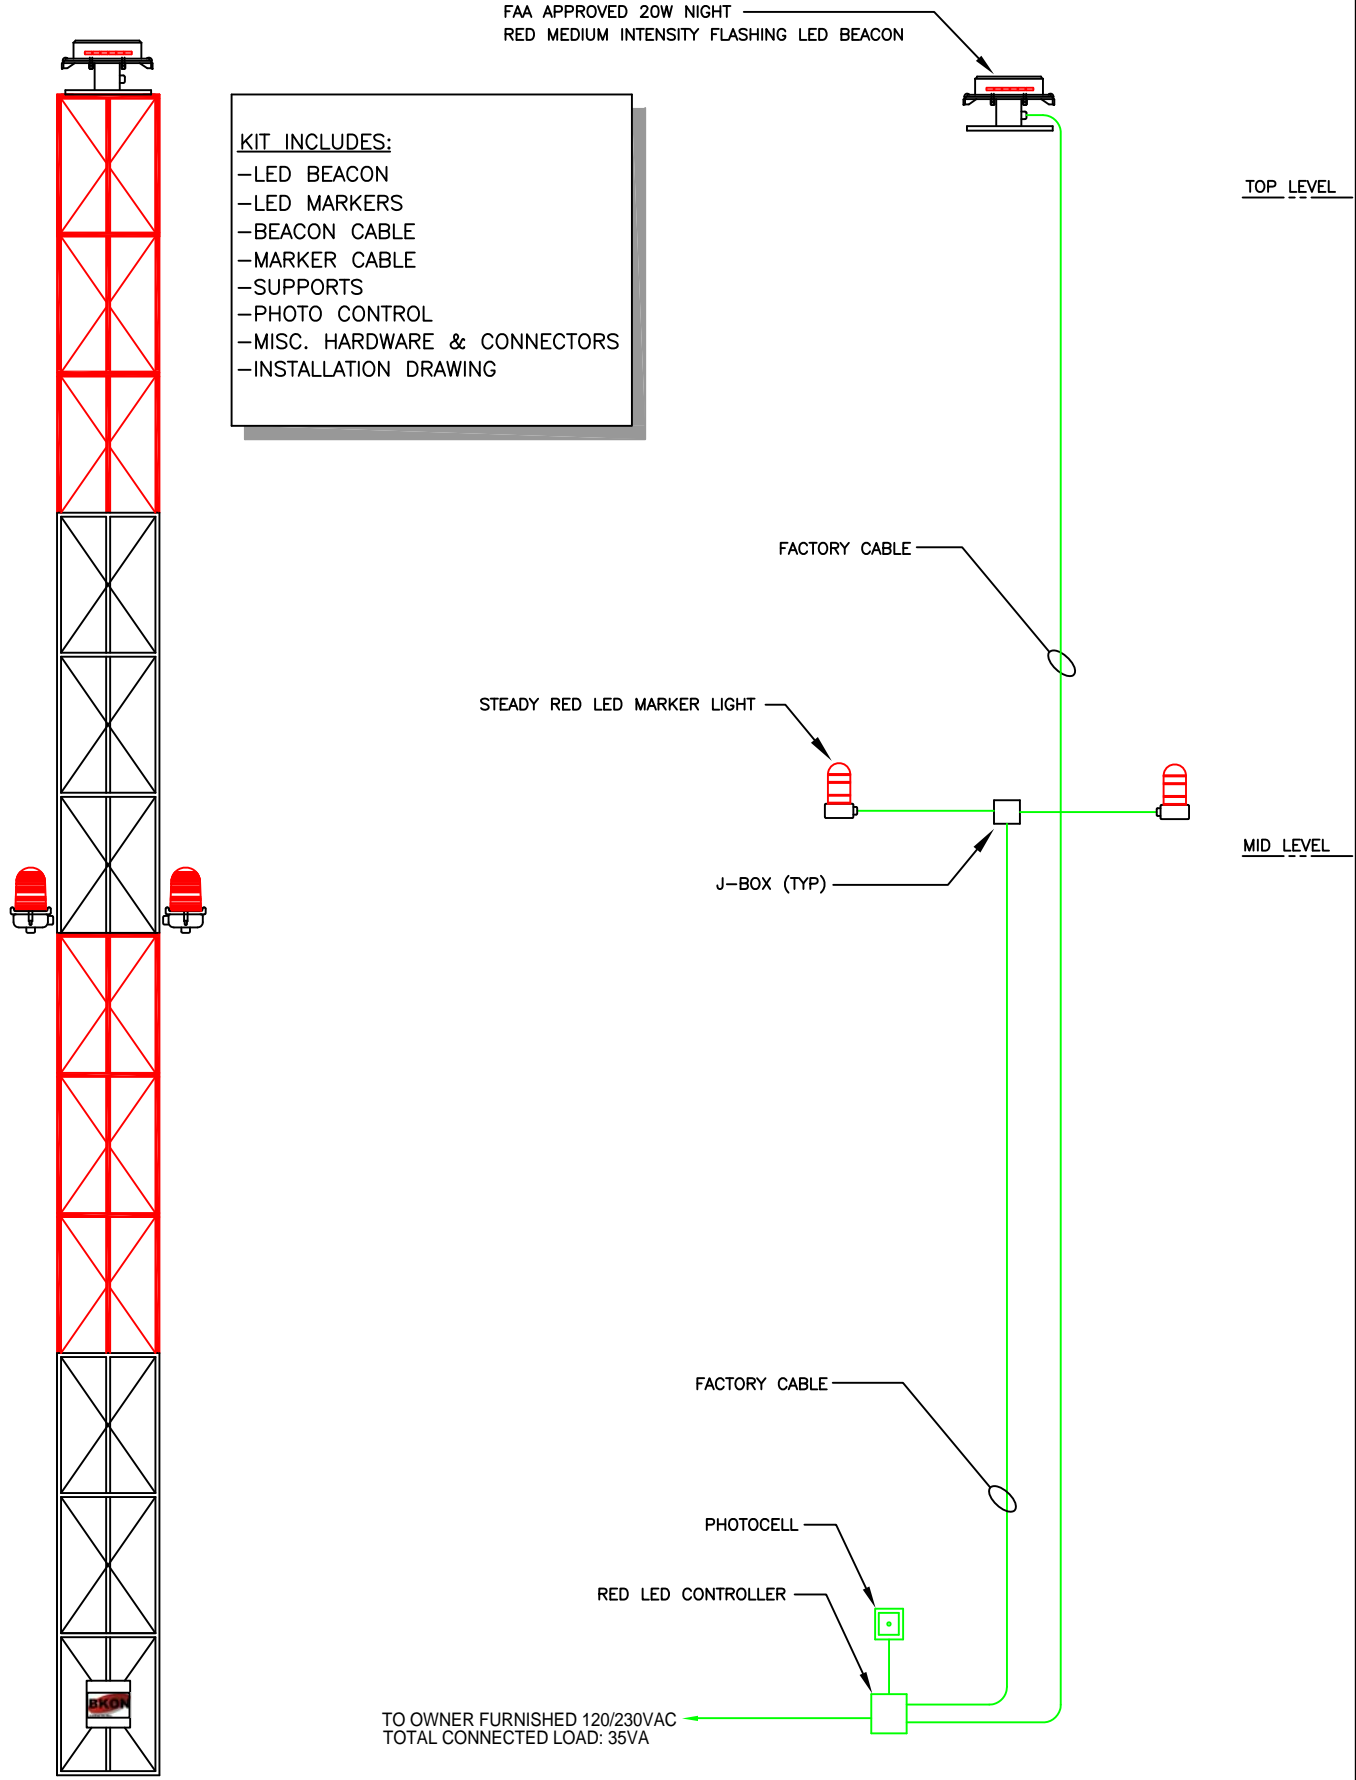 FAA APPROVED 20W NIGHT
RED MEDIUM INTENSITY FLASHING LED BEACON
KIT INCLUDES:
-LED BEACON
-LED MARKERS
-BEACON CABLE
-MARKER CABLE
-SUPPORTS
-PHOTO CONTROL
-MISC. HARDWARE & CONNECTORS
-INSTALLATION DRAWING
TOP LEVEL
FACTORY CABLE
STEADY RED LED MARKER LIGHT
MID LEVEL
J-BOX (TYP)
FACTORY CABLE
PHOTOCELL
RED LED CONTROLLER
BKON
TO OWNER FURNISHED 120/230VAC
TOTAL CONNECTED LOAD: 35VA